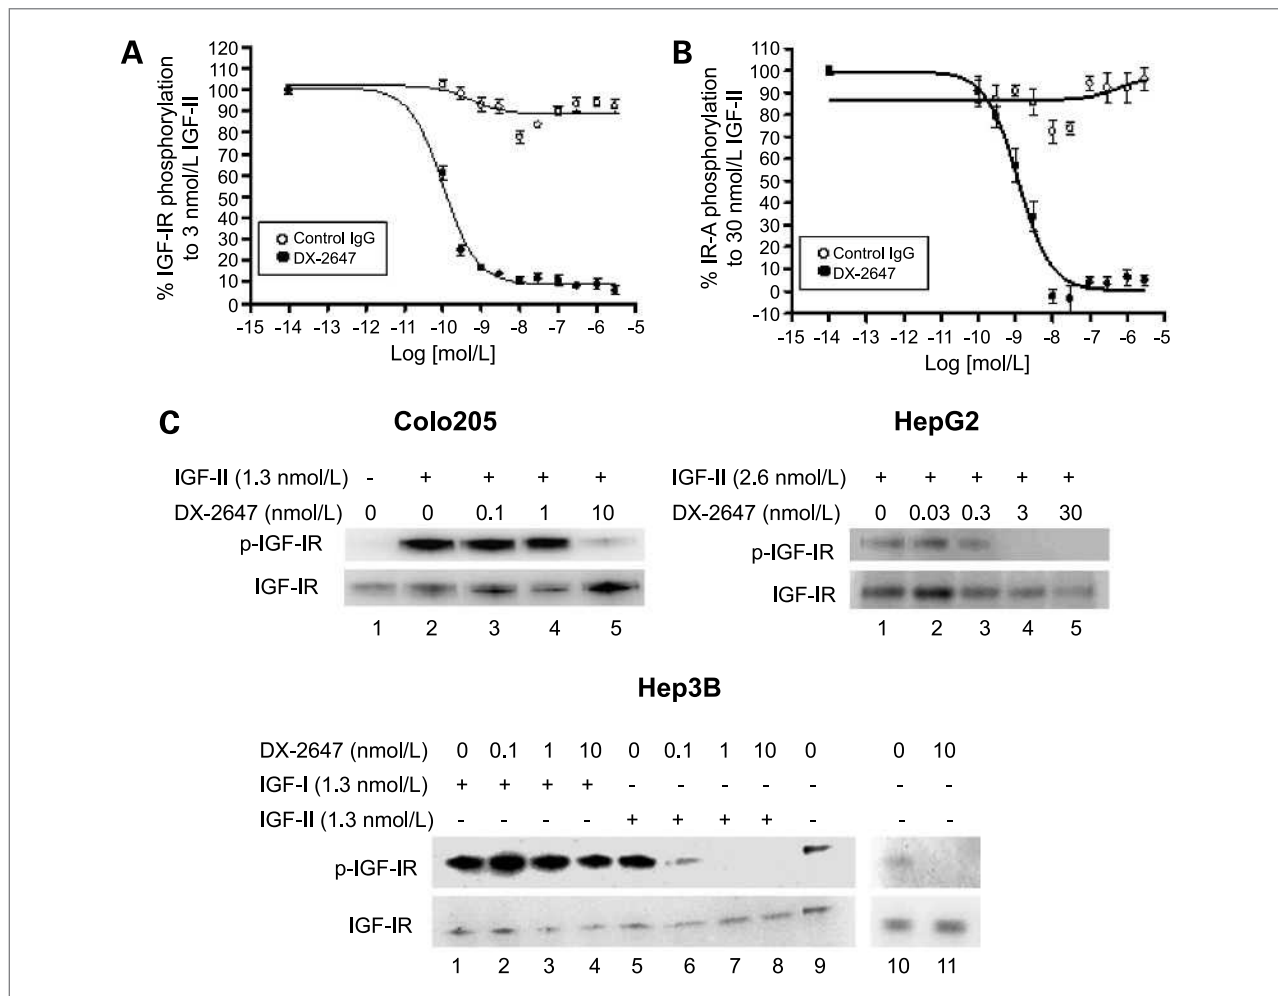 A
% IGF-IR phosphorylation
to 3 nmol/L IGF-II
120
110
100
90
80
70
60
50
40
30
20
10
0
Control IgG
DX-2647
-15 -14 -13 -12 -11 -10 -9 -8 -7 -6 -5
Log [mol/L]
B
% IR-A phosphorylation
to 30 nmol/L IGF-II
110
100
90
80
70
60
50
40
30
20
10
0
-10
Control IgG
DX-2647
-15 -14 -13 -12 -11 -10 -9 -8 -7 -6 -5
Log [mol/L]
C
Colo205
IGF-II (1.3 nmol/L) - + + + +
DX-2647 (nmol/L) 0 0 0.1 1 10
p-IGF-IR
IGF-IR
1 2 3 4 5
HepG2
IGF-II (2.6 nmol/L) + + + + +
DX-2647 (nmol/L) 0 0.03 0.3 3 30
p-IGF-IR
IGF-IR
1 2 3 4 5
Hep3B
DX-2647 (nmol/L) 0 0.1 1 10 0 0.1 1 10 0 0 10
IGF-I (1.3 nmol/L) + + + + - - - - - - -
IGF-II (1.3 nmol/L) - - - - + + + + - - -
p-IGF-IR
IGF-IR
1 2 3 4 5 6 7 8 9 10 11